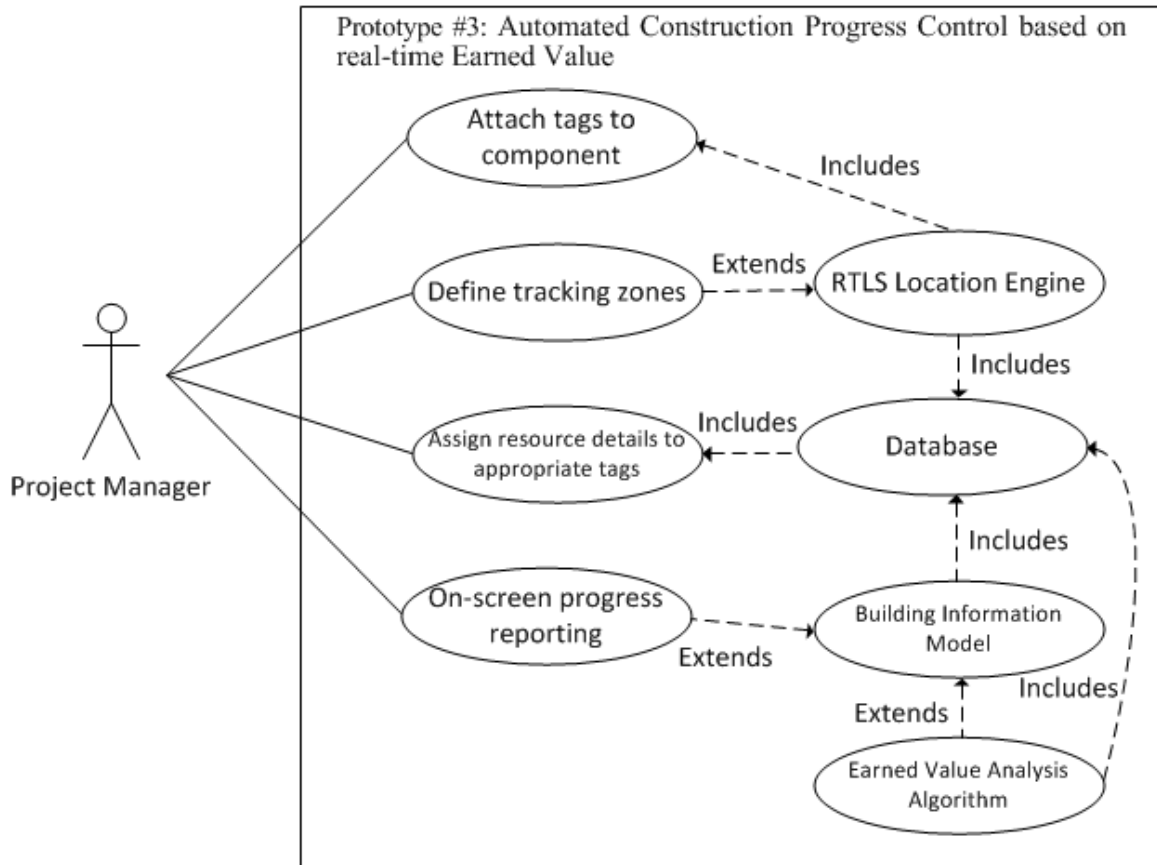 Prototype #3: Automated Construction Progress Control based on
real-time Earned Value
Attach tags to
component
Includes
Define tracking zones
Extends
RTLS Location Engine
Includes
Assign resource details to
appropriate tags
Includes
Database
Project Manager
Includes
On-screen progress
reporting
Extends
Building Information
Model
Includes
Extends
Earned Value Analysis
Algorithm